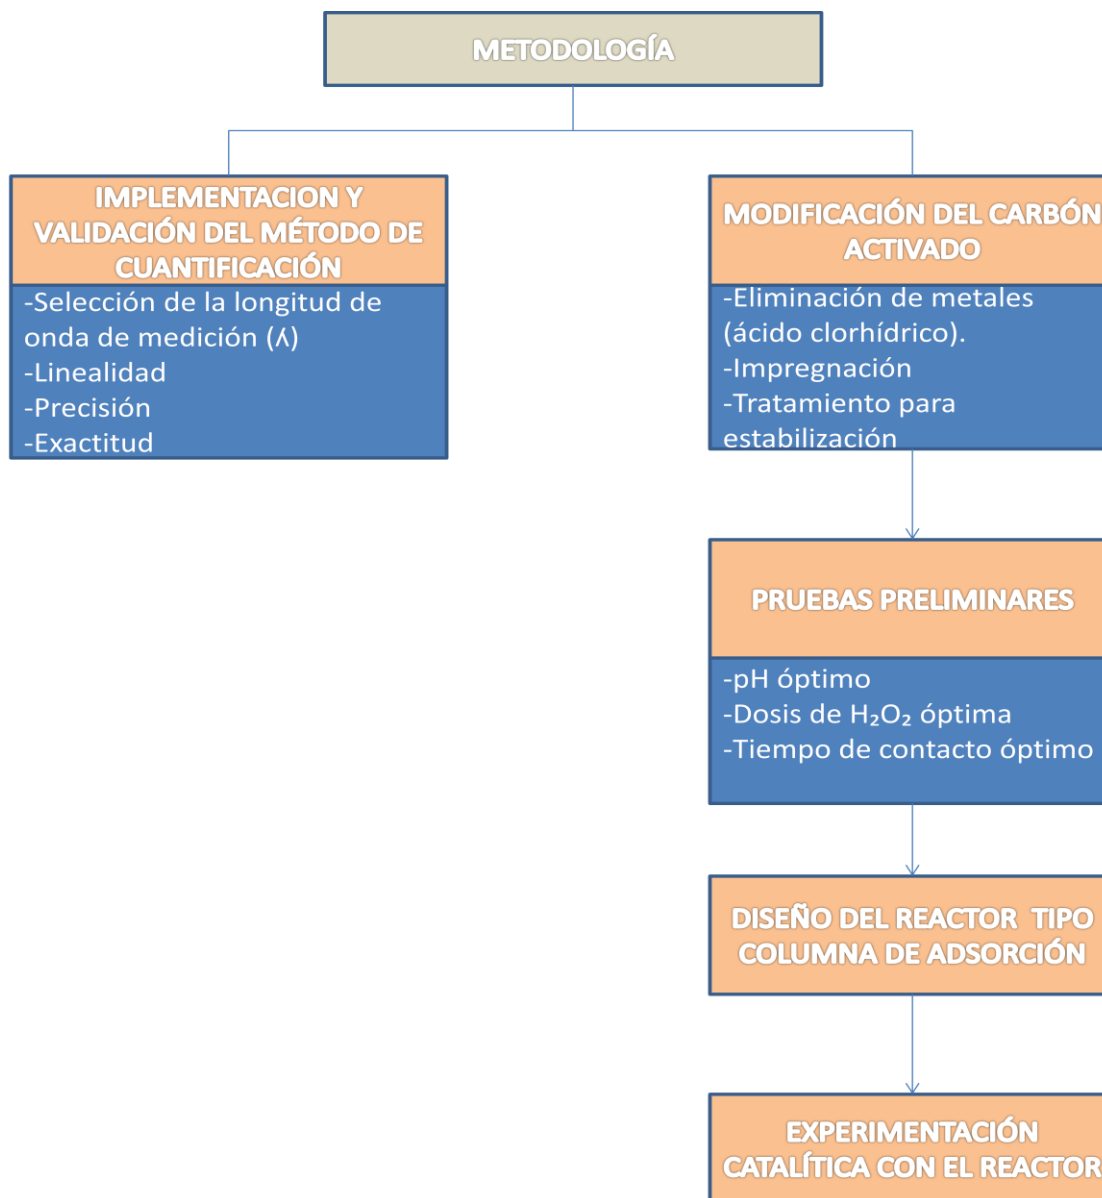 METODOLOGÍA
IMPLEMENTACION Y
VALIDACIÓN DEL MÉTODO DE
CUANTIFICACIÓN
-Selección de la longitud de
onda de medición (ʎ)
-Linealidad
-Precisión
-Exactitud
MODIFICACIÓN DEL CARBÓN
ACTIVADO
-Eliminación de metales
(ácido clorhídrico).
-Impregnación
-Tratamiento para
estabilización
PRUEBAS PRELIMINARES
-pH óptimo
-Dosis de H₂O₂ óptima
-Tiempo de contacto óptimo
DISEÑO DEL REACTOR TIPO
COLUMNA DE ADSORCIÓN
EXPERIMENTACIÓN
CATALÍTICA CON EL REACTOR